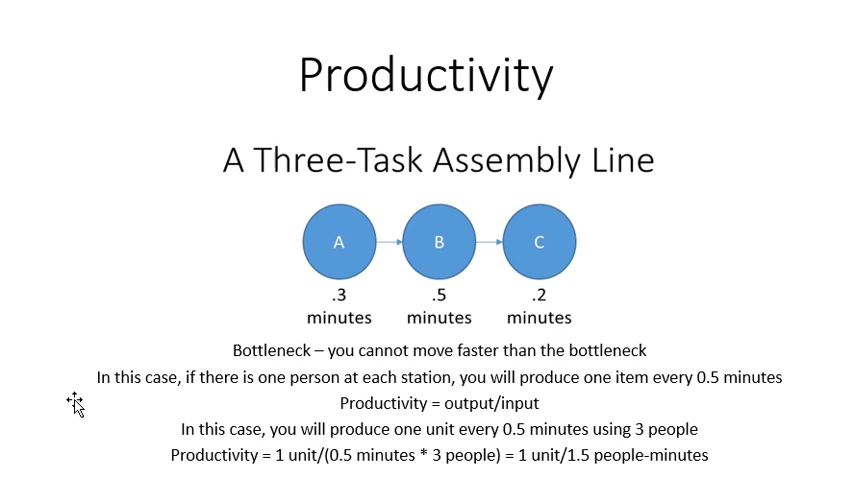 Productivity
A Three-Task Assembly Line
A B C
.3 .5 .2
minutes minutes minutes
Bottleneck – you cannot move faster than the bottleneck
In this case, if there is one person at each station, you will produce one item every 0.5 minutes
Productivity = output/input
In this case, you will produce one unit every 0.5 minutes using 3 people
Productivity = 1 unit/(0.5 minutes * 3 people) = 1 unit/1.5 people-minutes